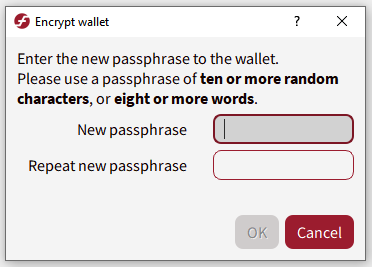 Encrypt wallet
Enter the new passphrase to the wallet.
Please use a passphrase of ten or more random
characters, or eight or more words.
New passphrase
Repeat new passphrase
OK
Cancel